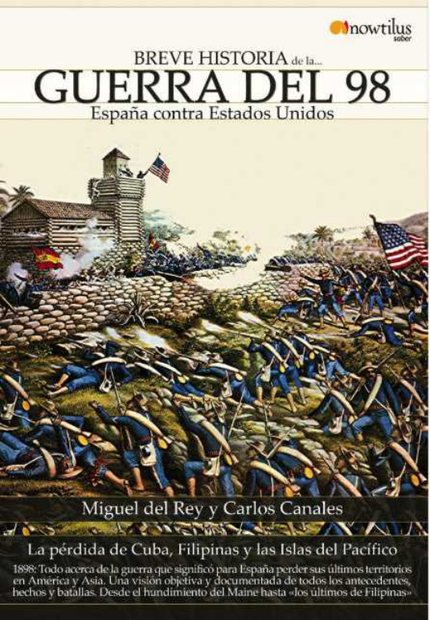 nowtilus
saber
BREVE HISTORIA de la...
GUERRA DEL 98
España contra Estados Unidos
Miguel del Rey y Carlos Canales
La pérdida de Cuba, Filipinas y las Islas del Pacífico
1898: Todo acerca de la guerra que significó para España perder sus últimos territorios
en América y Asia. Una visión objetiva y documentada de todos los antecedentes,
hechos y batallas. Desde el hundimiento del Maine hasta «los últimos de Filipinas»